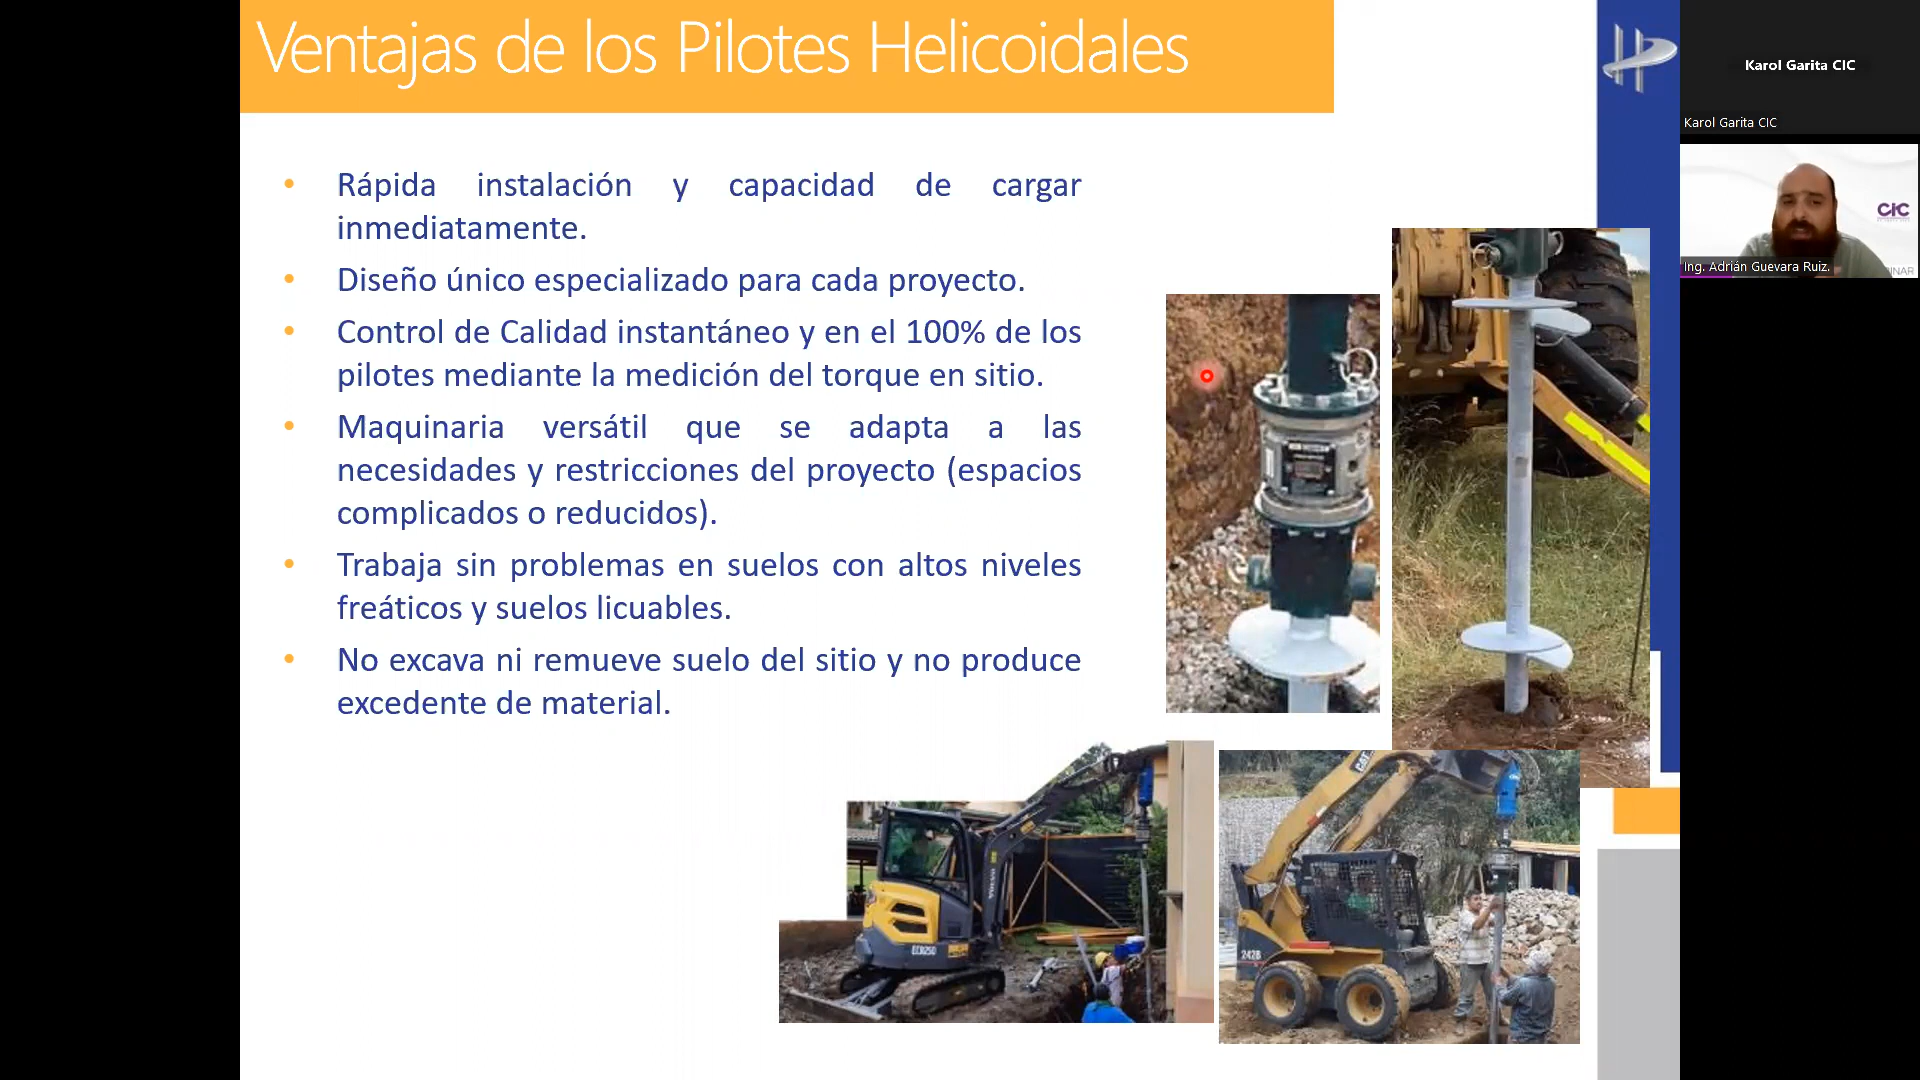 Ventajas de los Pilotes Helicoidales
• Rápida instalación y capacidad de cargar
inmediatamente.
• Diseño único especializado para cada proyecto.
• Control de Calidad instantáneo y en el 100% de los
pilotes mediante la medición del torque en sitio.
• Maquinaria versátil que se adapta a las
necesidades y restricciones del proyecto (espacios
complicados o reducidos).
• Trabaja sin problemas en suelos con altos niveles
freáticos y suelos licuables.
• No excava ni remueve suelo del sitio y no produce
excedente de material.
Karol Garita CIC
Karol Garita CIC
CIC
Ing. Adrián Guevara Ruiz.
INAR
CAT
242B